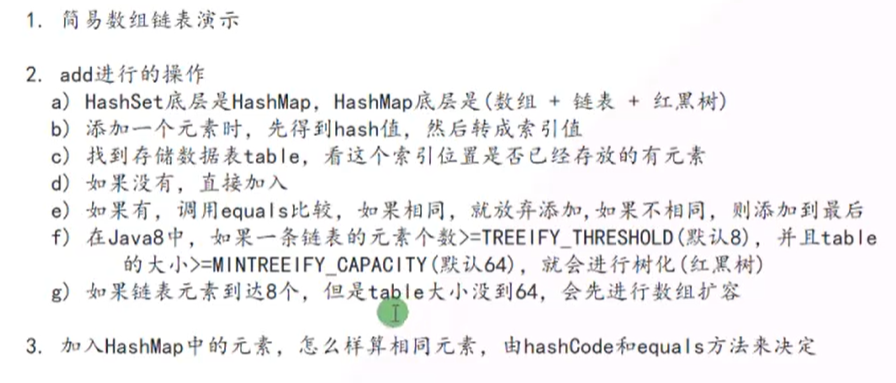 1. 简易数组链表演示
2. add进行的操作
a) HashSet底层是HashMap, HashMap底层是(数组 + 链表 + 红黑树)
b) 添加一个元素时，先得到hash值，然后转成索引值
c) 找到存储数据表table，看这个索引位置是否已经存放的有元素
d) 如果没有，直接加入
e) 如果有，调用equals比较，如果相同，就放弃添加,如果不相同，则添加到最后
f) 在Java8中，如果一条链表的元素个数>=TREEIFY_THRESHOLD(默认8)，并且table
的大小>=MINTREEIFY_CAPACITY(默认64)，就会进行树化(红黑树)
g) 如果链表元素到达8个，但是table大小没到64，会先进行数组扩容
3. 加入HashMap中的元素，怎么样算相同元素，由hashCode和equals方法来决定